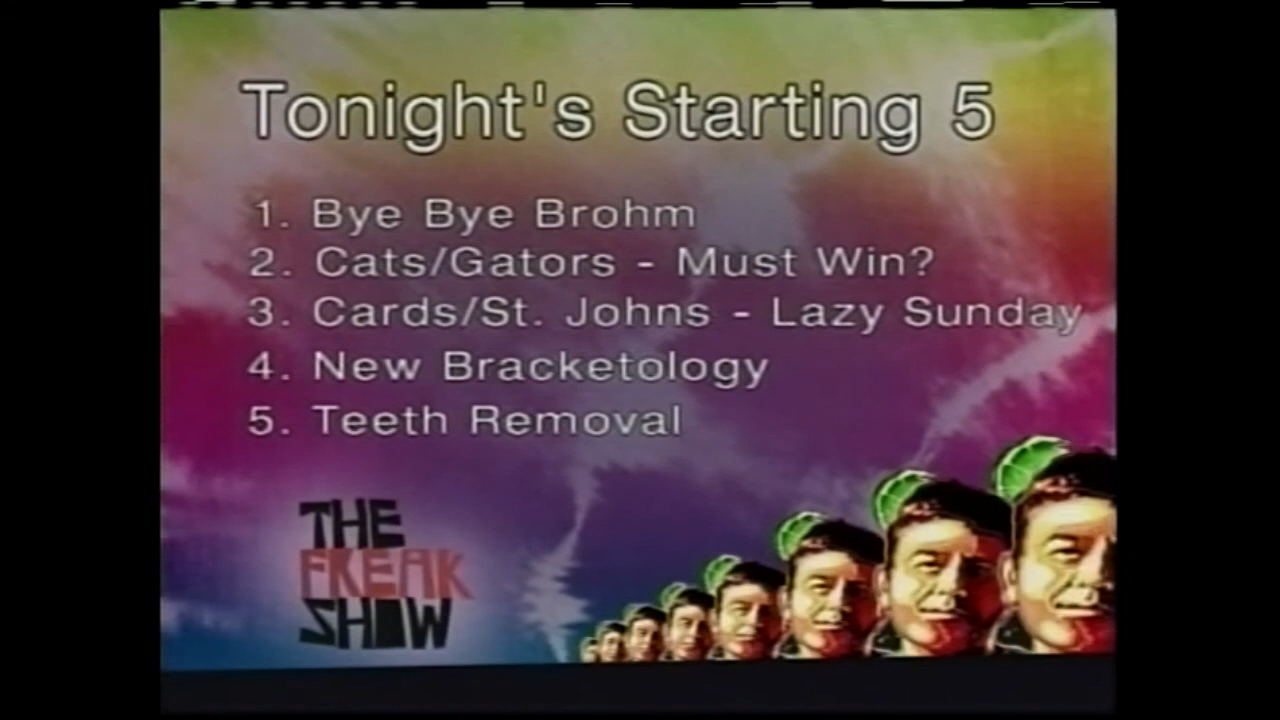 Tonight's Starting 5
1. Bye Bye Brohm
2. Cats/Gators - Must Win?
3. Cards/St. Johns - Lazy Sunday
4. New Bracketology
5. Teeth Removal
THE
FREAK
SHOW